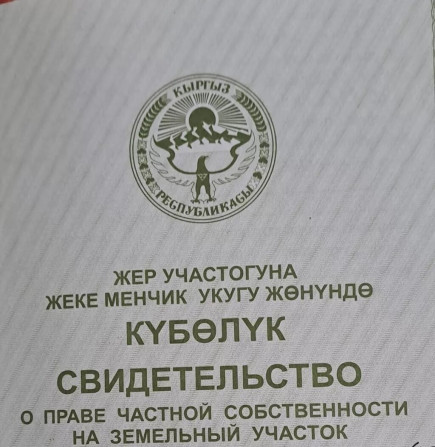 КЫРГЫЗ
РЕСПУБЛИКАСЫ
ЖЕР УЧАСТОГУНА
ЖЕКЕ МЕНЧИК УКУГУ ЖӨНҮНДӨ
КҮБӨЛҮК
СВИДЕТЕЛЬСТВО
О ПРАВЕ ЧАСТНОЙ СОБСТВЕННОСТИ
НА ЗЕМЕЛЬНЫЙ УЧАСТОК